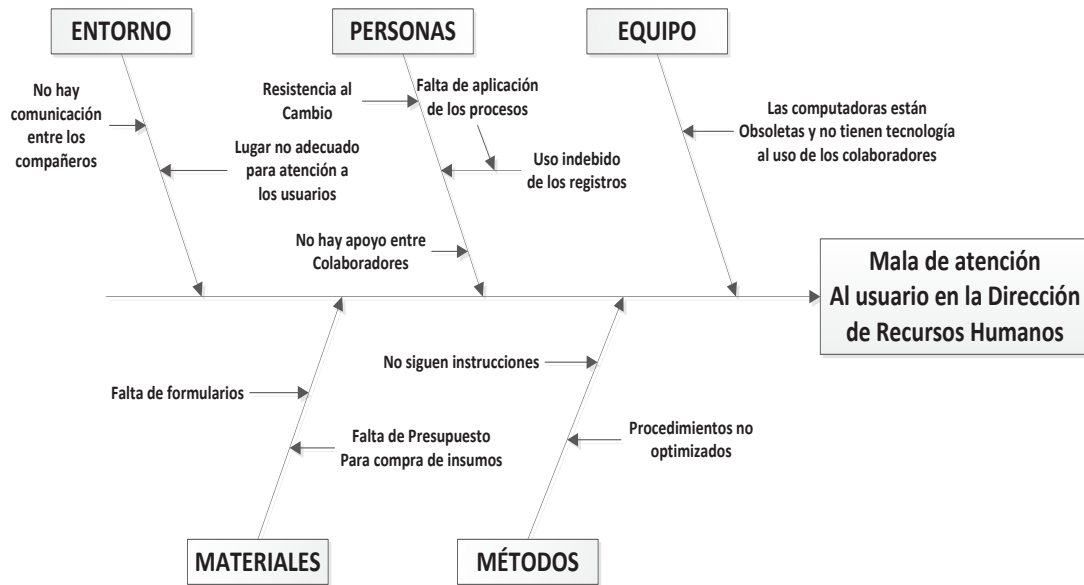 ENTORNO
PERSONAS
EQUIPO
No hay
comunicación
entre los
compañeros
Lugar no adecuado
para atención a
los usuarios
Resistencia al
Cambio
Falta de aplicación
de los procesos
Uso indebido
de los registros
No hay apoyo entre
Colaboradores
Las computadoras están
Obsoletas y no tienen tecnología
al uso de los colaboradores
Mala de atención
Al usuario en la Dirección
de Recursos Humanos
Falta de formularios
Falta de Presupuesto
Para compra de insumos
No siguen instrucciones
Procedimientos no
optimizados
MATERIALES
MÉTODOS